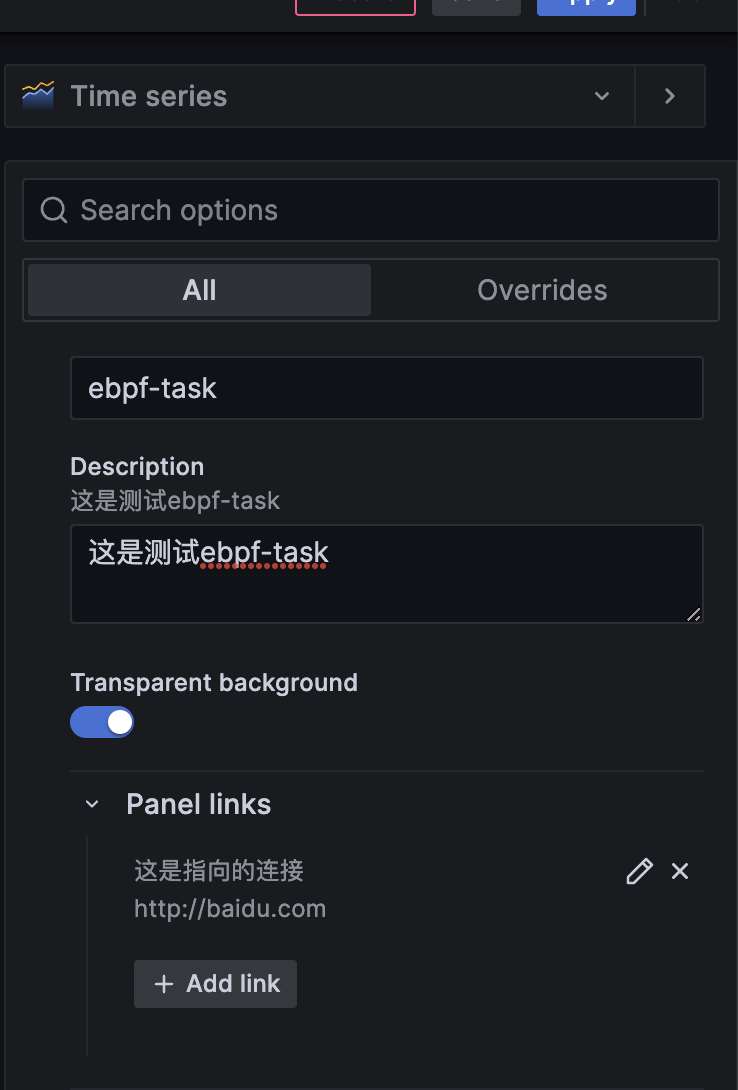 Time series
Search options
All
Overrides
ebpf-task
Description
这是测试ebpf-task
这是测试ebpf-task
Transparent background
Panel links
这是指向的连接
http://baidu.com
+ Add link